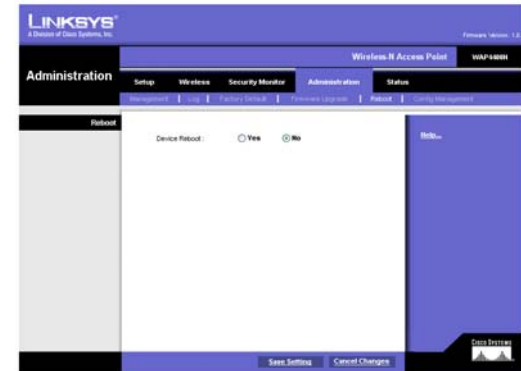 LINKSYS®
A Division of Cisco Systems, Inc.
Firmware Version: 1.0
Wireless-N Access Point
WAP4400N
Administration
Setup
Wireless
Security Monitor
Administration
Status
Management | Log | Factory Default | Firmware Upgrade | Reboot | Config Management
Reboot
Device Reboot :
Yes
No
Help...
Save Setting
Cancel Changes
CISCO SYSTEMS